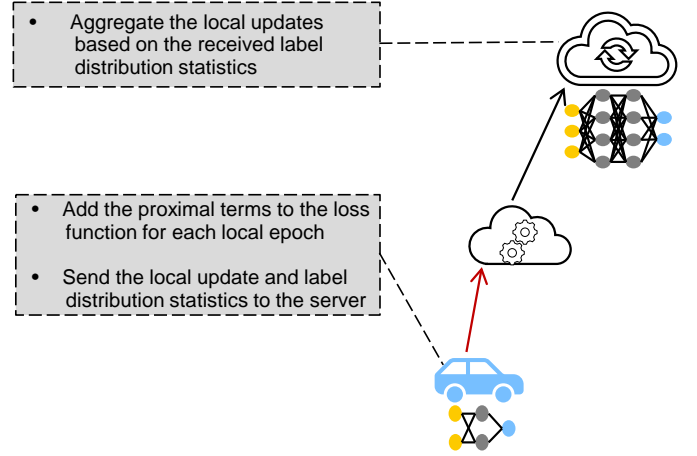 • Aggregate the local updates
based on the received label
distribution statistics
• Add the proximal terms to the loss
function for each local epoch
• Send the local update and label
distribution statistics to the server